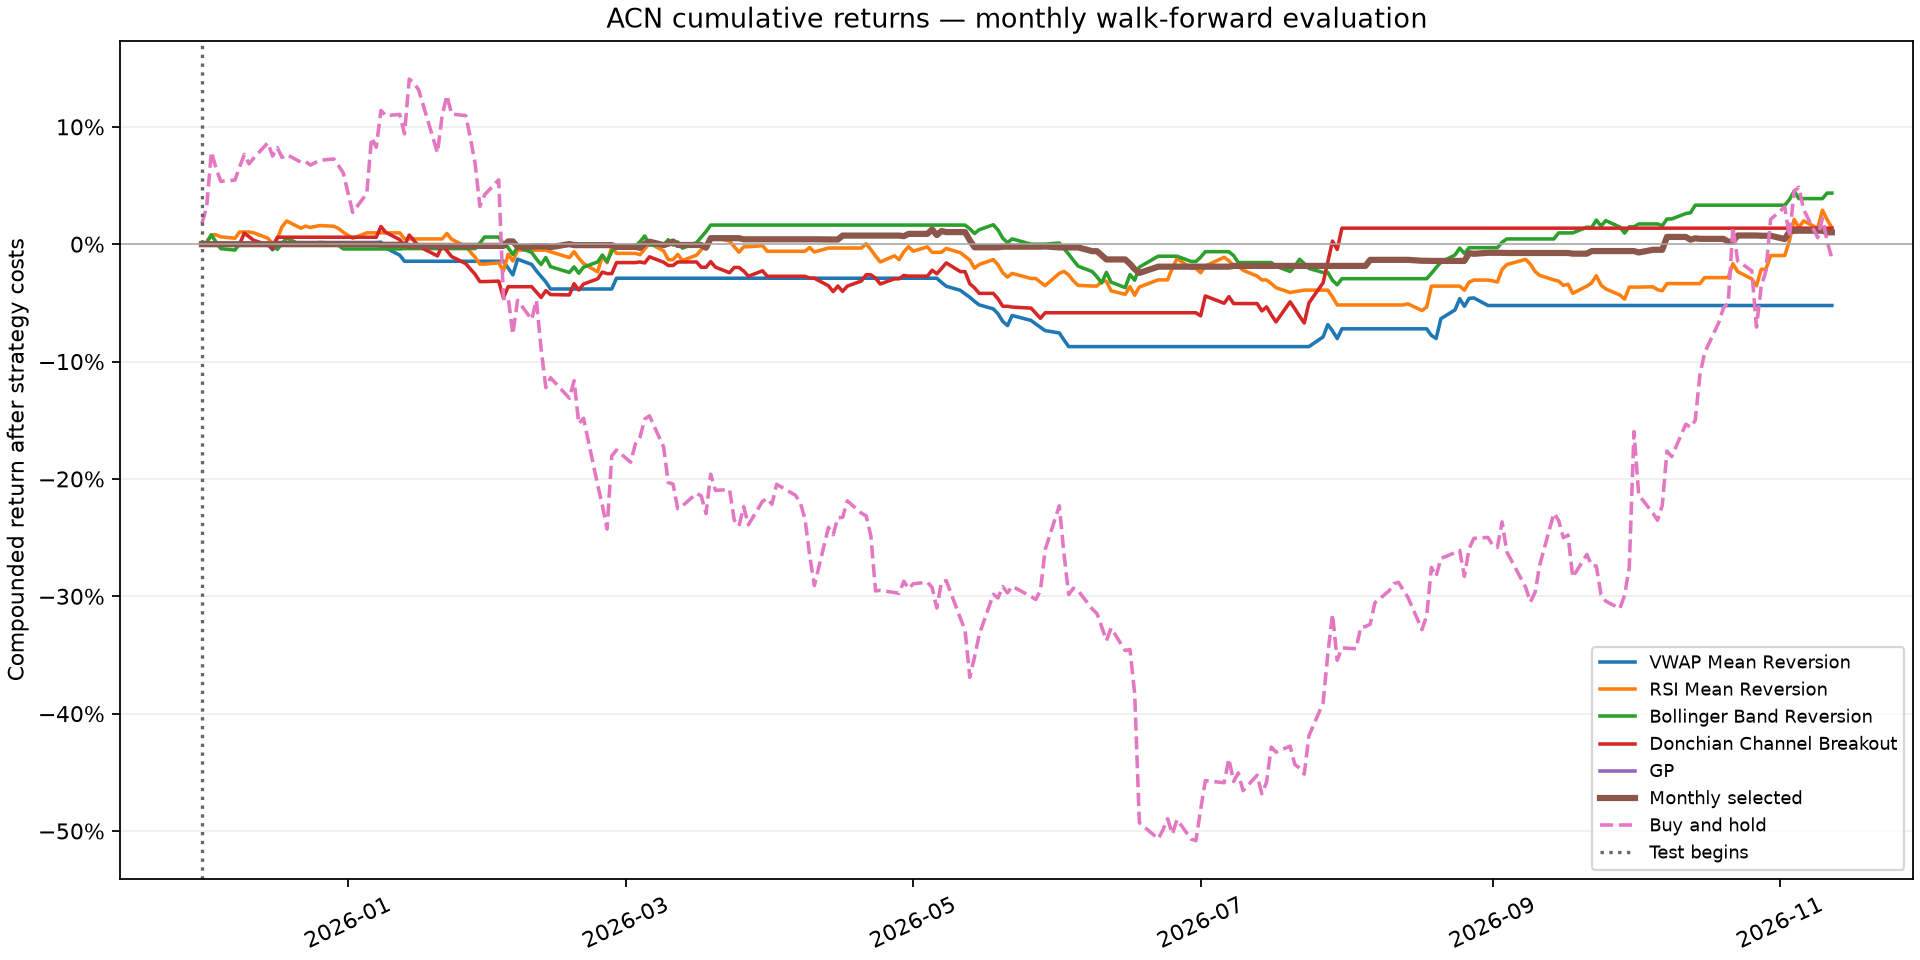 ACN cumulative returns — monthly walk-forward evaluation
Compounded return after strategy costs
10%
0%
−10%
−20%
−30%
−40%
−50%
2026-01
2026-03
2026-05
2026-07
2026-09
2026-11
VWAP Mean Reversion
RSI Mean Reversion
Bollinger Band Reversion
Donchian Channel Breakout
GP
Monthly selected
Buy and hold
Test begins